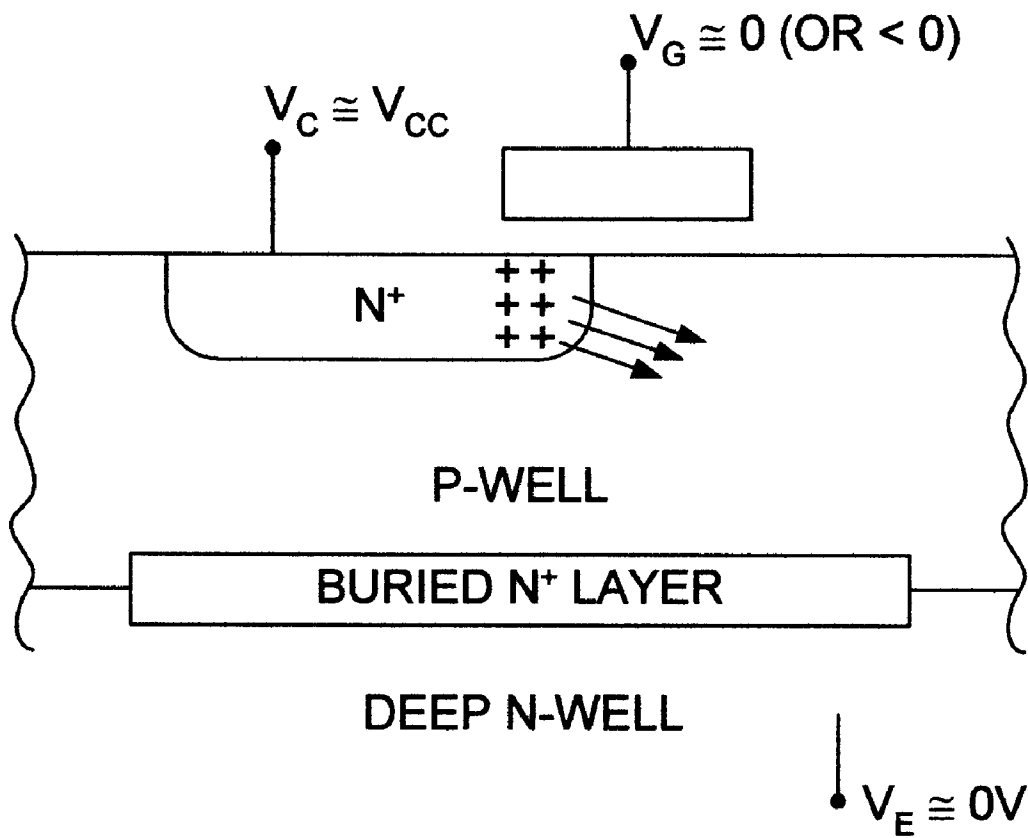 V_G ≅ 0 (OR < 0)
V_C ≅ V_CC
N⁺
+ +
+ +
+ +
P-WELL
BURIED N⁺ LAYER
DEEP N-WELL
V_E ≅ 0V